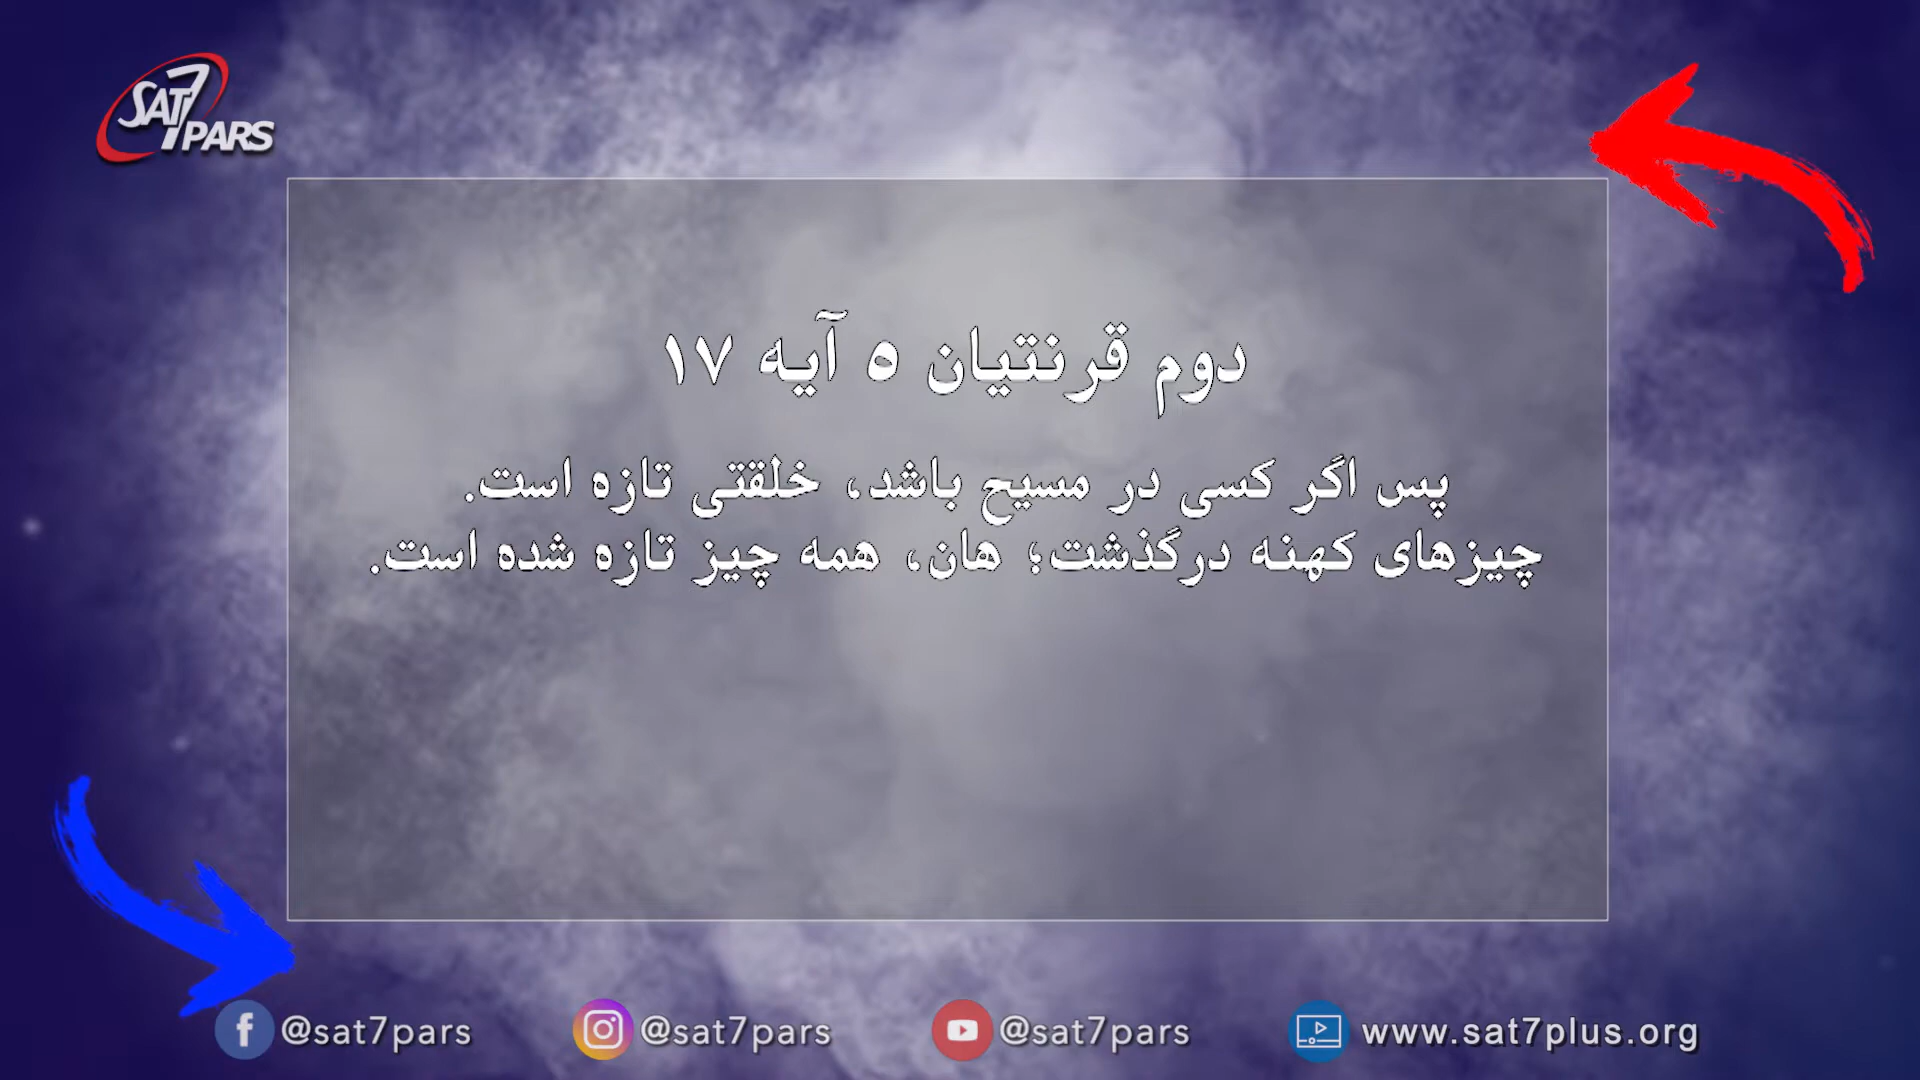 SAT7 PARS
دوم قرنتیان ۵ آیه ۱۷
پس اگر کسی در مسیح باشد، خلقتی تازه است.
چیزهای کهنه درگذشت؛ هان، همه چیز تازه شده است.
@sat7pars @sat7pars @sat7pars www.sat7plus.org